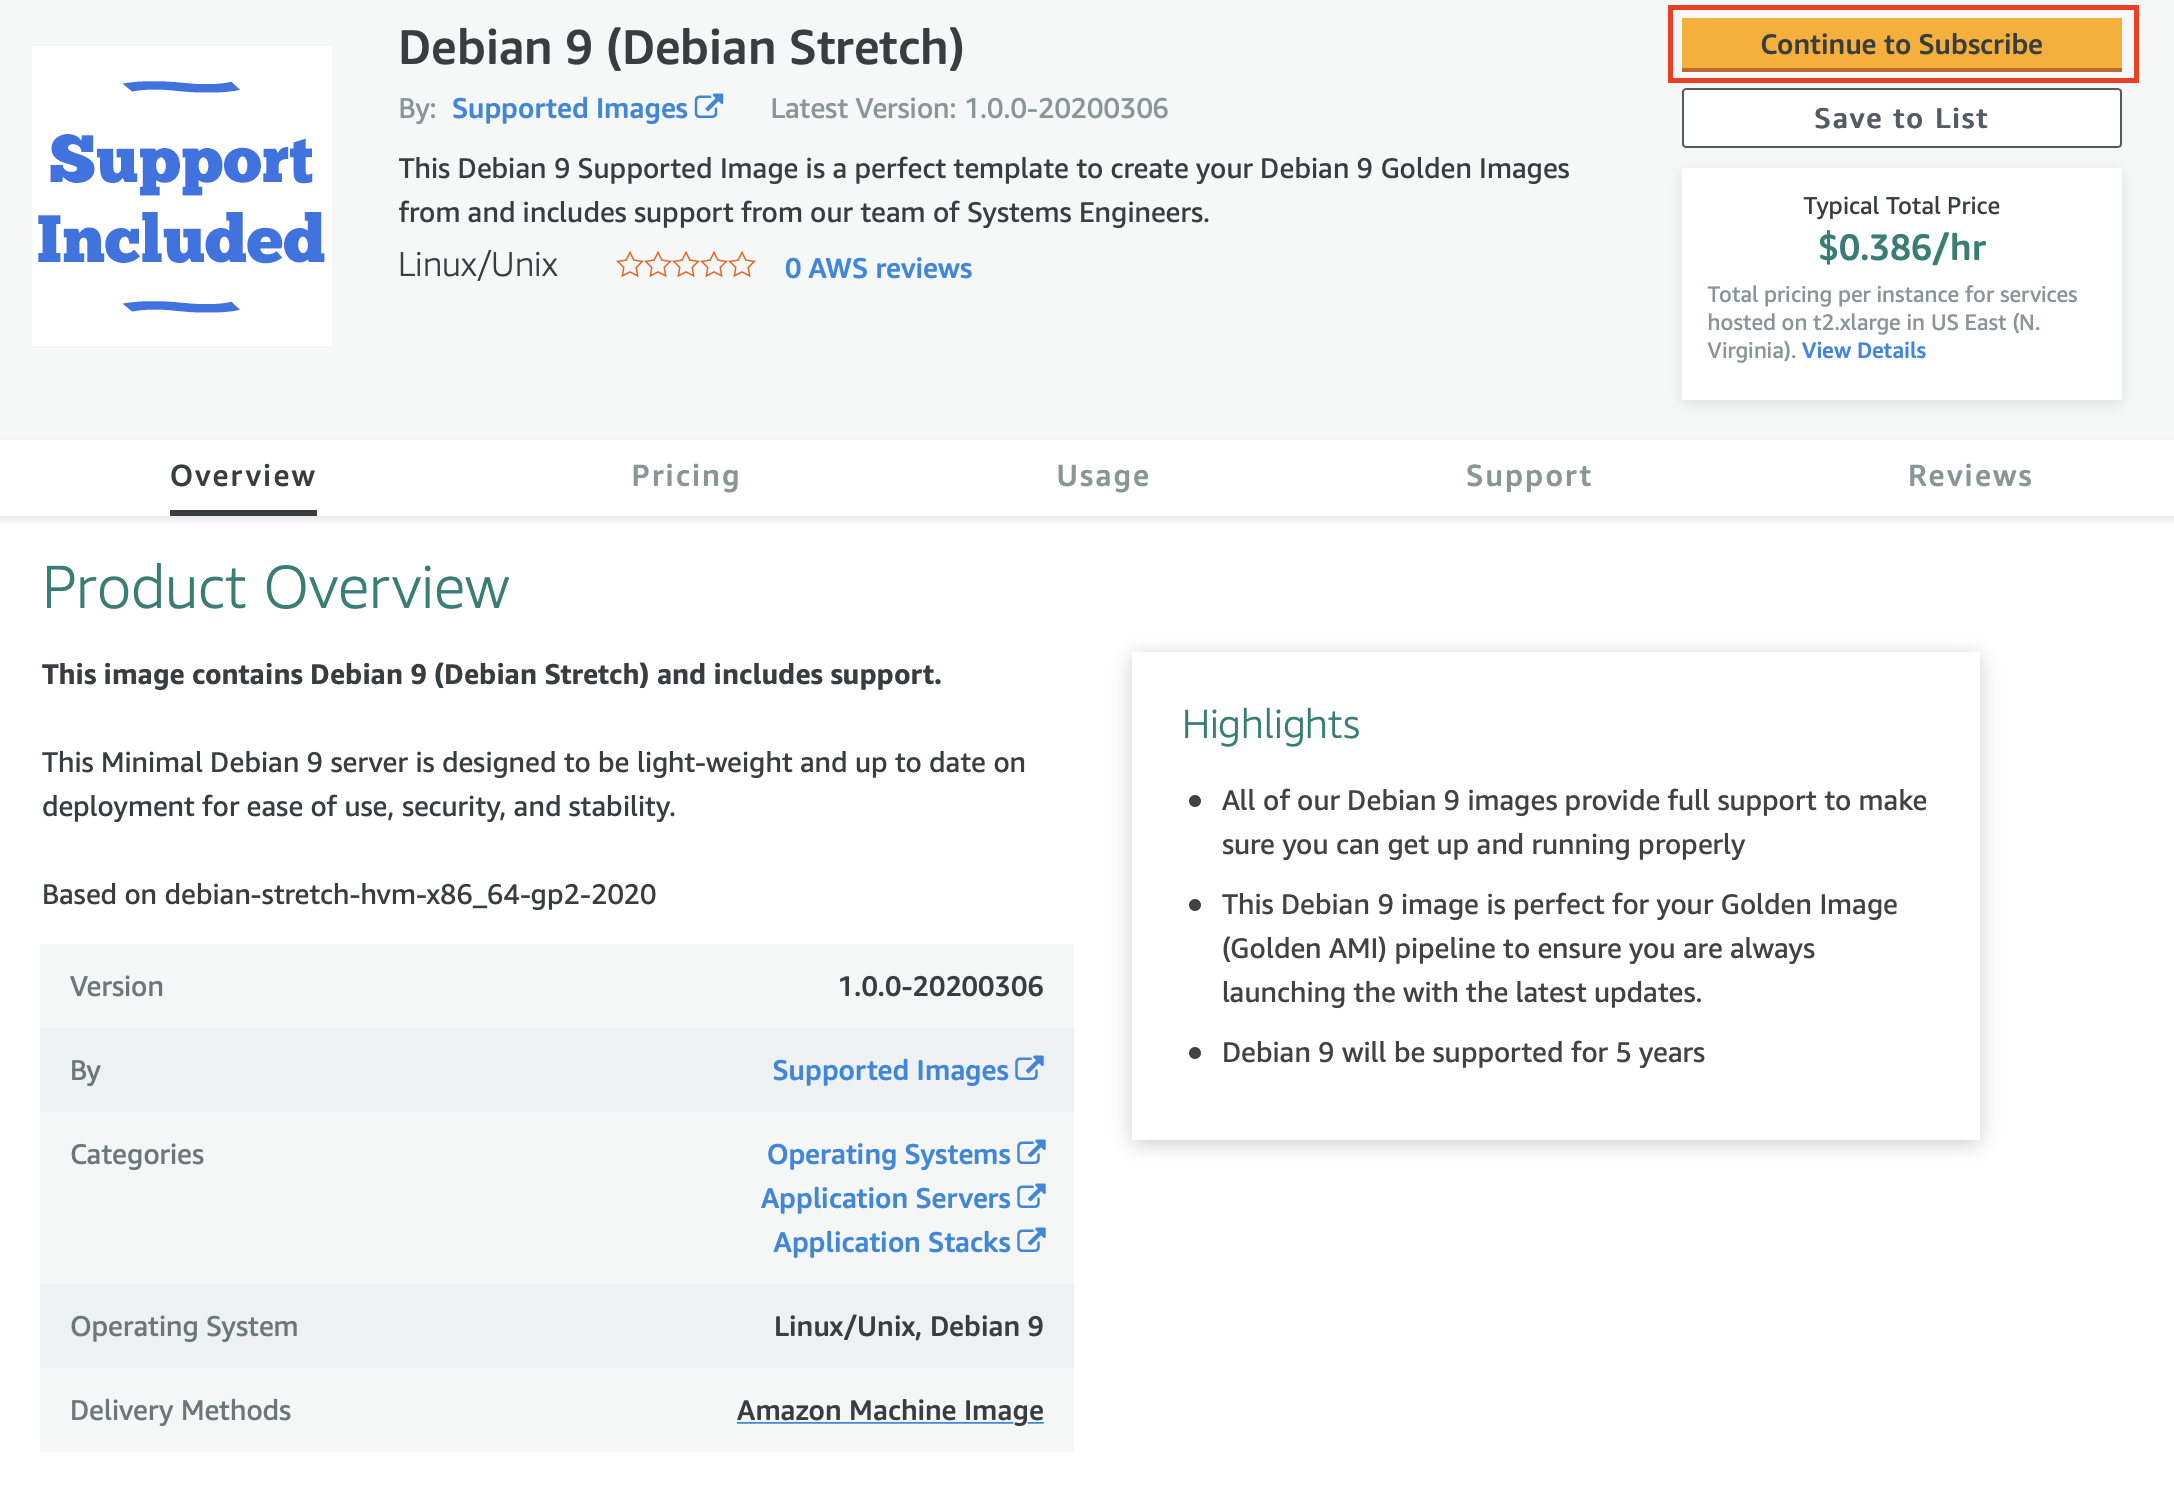 Support
Included
Debian 9 (Debian Stretch)
By: Supported Images Latest Version: 1.0.0-20200306
This Debian 9 Supported Image is a perfect template to create your Debian 9 Golden Images
from and includes support from our team of Systems Engineers.
Linux/Unix 0 AWS reviews
Continue to Subscribe
Save to List
Typical Total Price
$0.386/hr
Total pricing per instance for services
hosted on t2.xlarge in US East (N.
Virginia). View Details
Overview Pricing Usage Support Reviews
Product Overview
This image contains Debian 9 (Debian Stretch) and includes support.
This Minimal Debian 9 server is designed to be light-weight and up to date on
deployment for ease of use, security, and stability.
Based on debian-stretch-hvm-x86_64-gp2-2020
Version 1.0.0-20200306
By Supported Images
Categories Operating Systems
Application Servers
Application Stacks
Operating System Linux/Unix, Debian 9
Delivery Methods Amazon Machine Image
Highlights
• All of our Debian 9 images provide full support to make
sure you can get up and running properly
• This Debian 9 image is perfect for your Golden Image
(Golden AMI) pipeline to ensure you are always
launching the with the latest updates.
• Debian 9 will be supported for 5 years